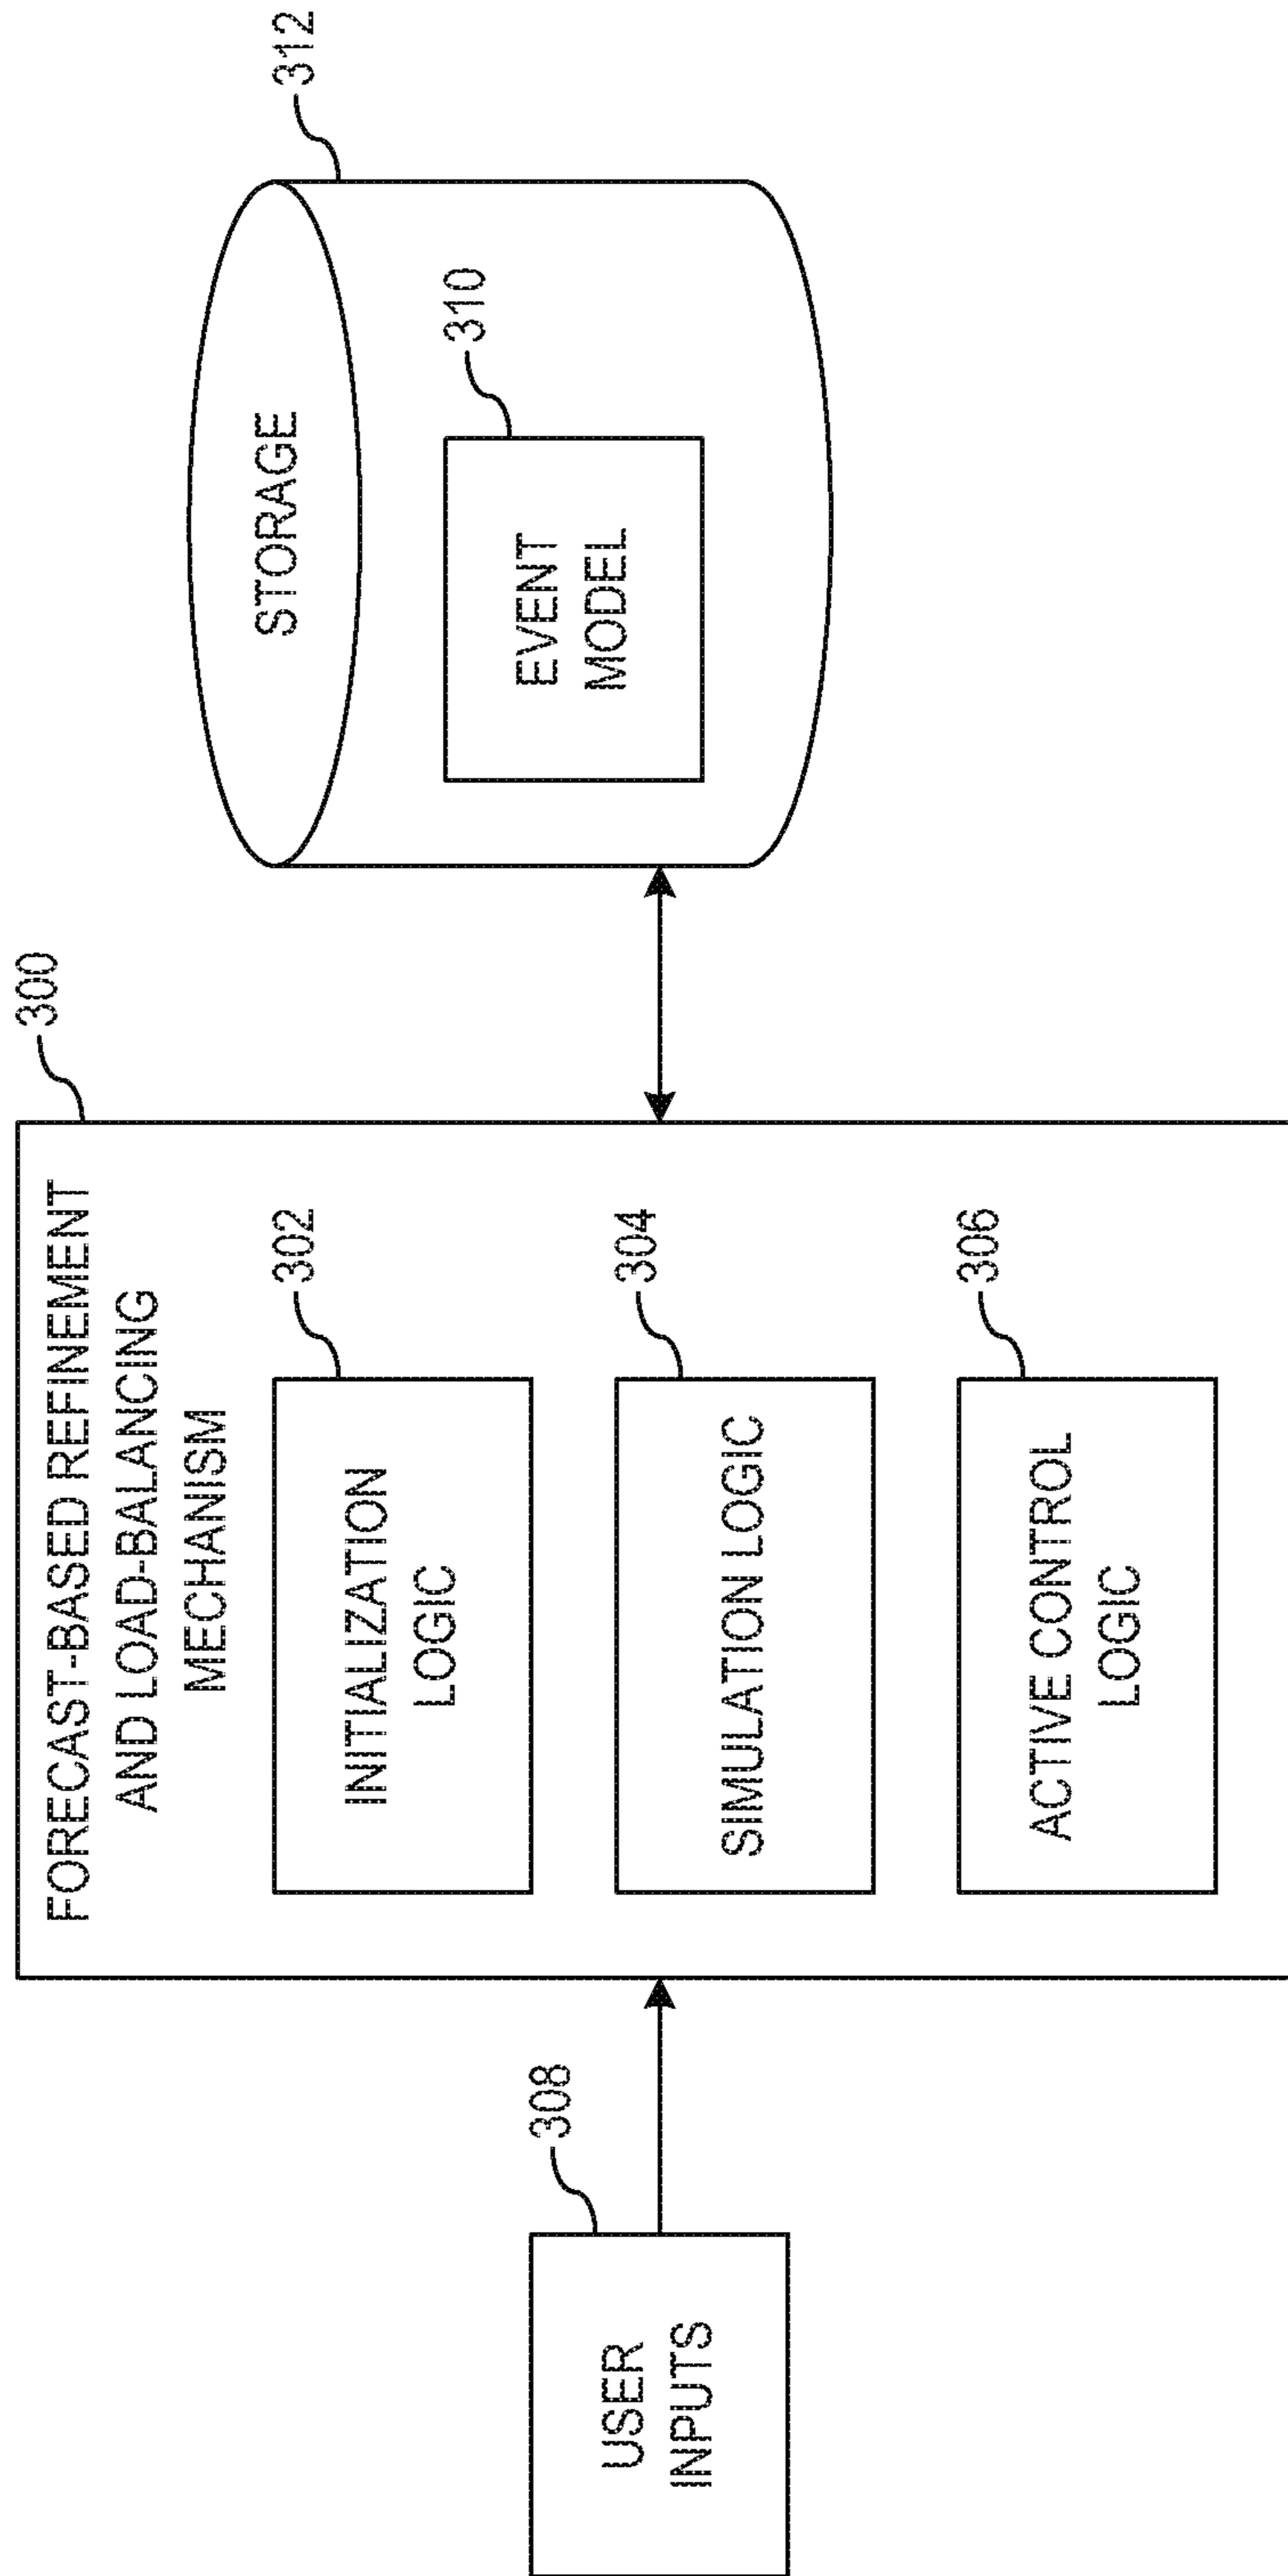 308
USER
INPUTS
300
FORECAST-BASED REFINEMENT
AND LOAD-BALANCING
MECHANISM
302
INITIALIZATION
LOGIC
304
SIMULATION LOGIC
306
ACTIVE CONTROL
LOGIC
312
STORAGE
310
EVENT
MODEL